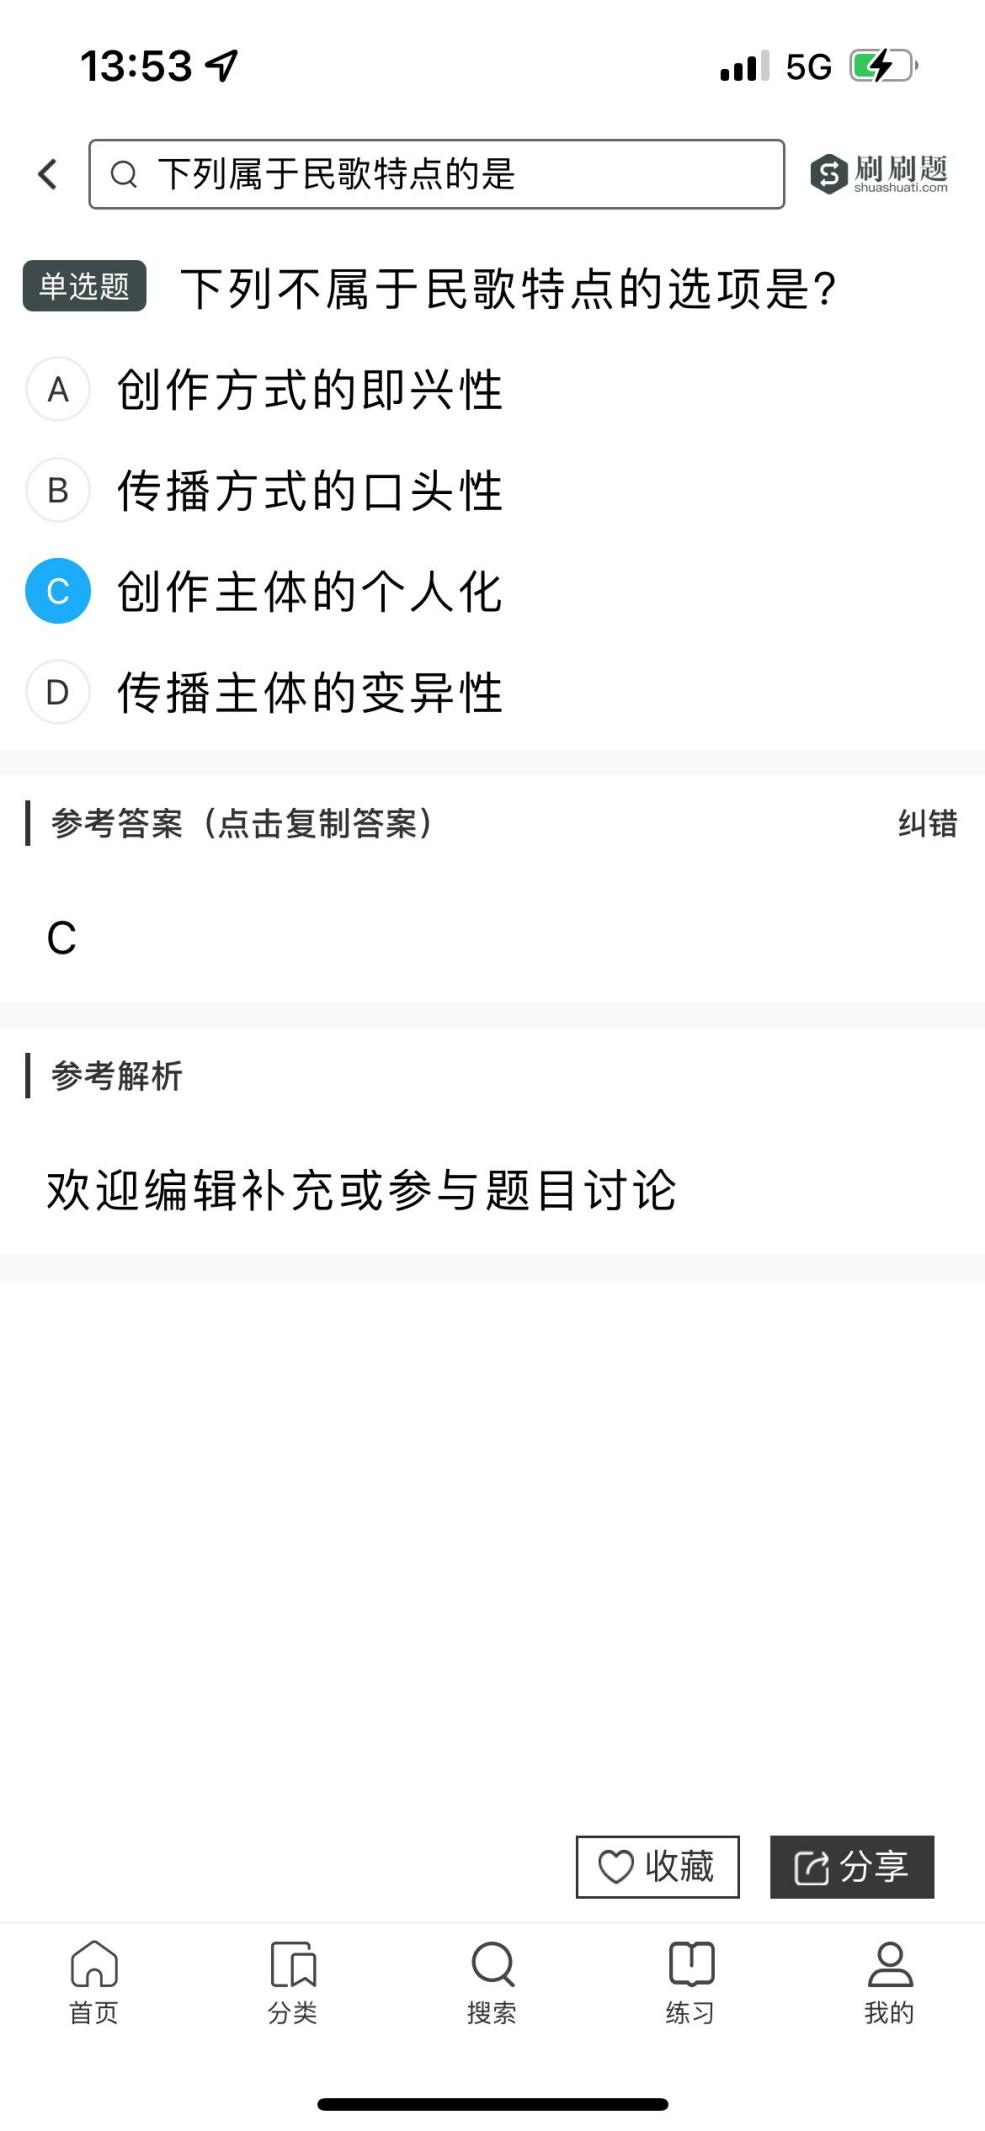 13:53
5G
下列属于民歌特点的是
刷刷题
shuashuati.com
单选题 下列不属于民歌特点的选项是?
A 创作方式的即兴性
B 传播方式的口头性
C 创作主体的个人化
D 传播主体的变异性
参考答案（点击复制答案） 纠错
C
参考解析
欢迎编辑补充或参与题目讨论
收藏 分享
首页 分类 搜索 练习 我的